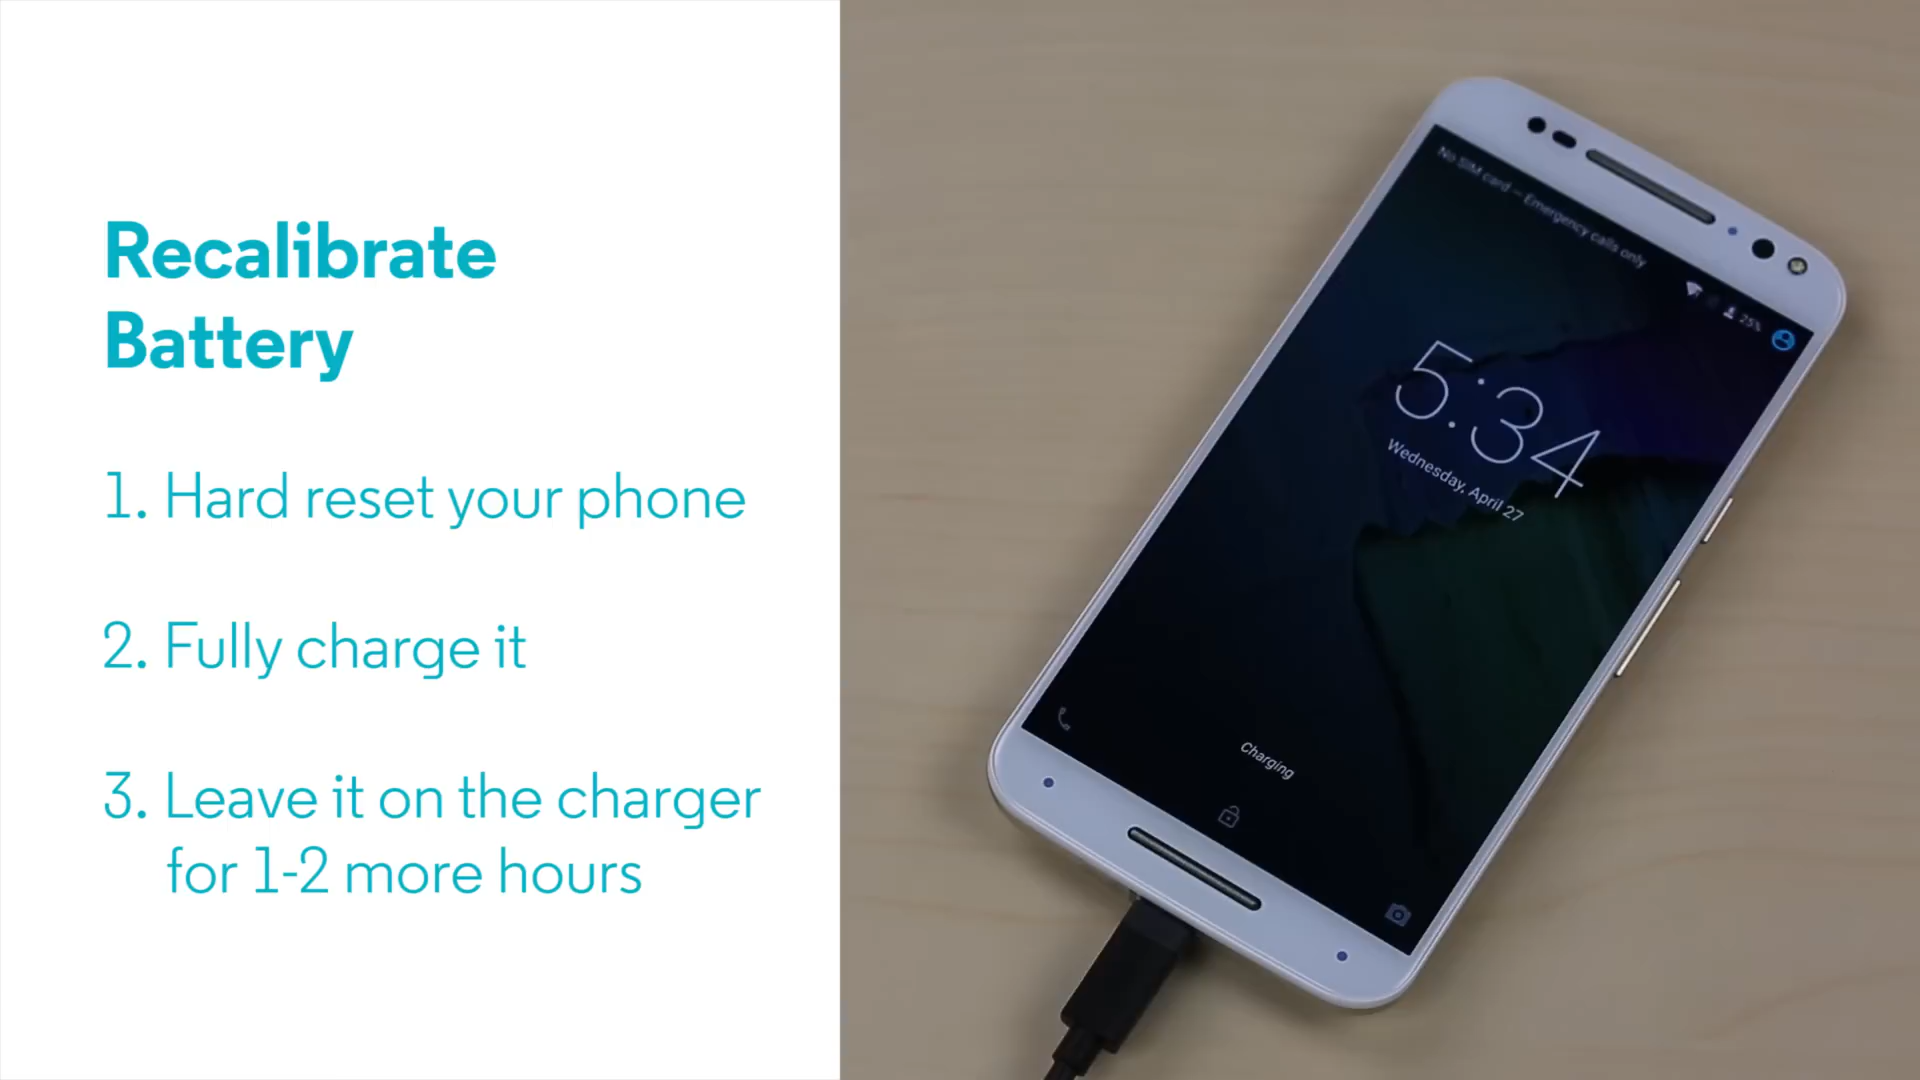 Recalibrate
Battery
1. Hard reset your phone
2. Fully charge it
3. Leave it on the charger
for 1-2 more hours
No SIM card – Emergency calls only
25%
5:34
Wednesday, April 27
Charging